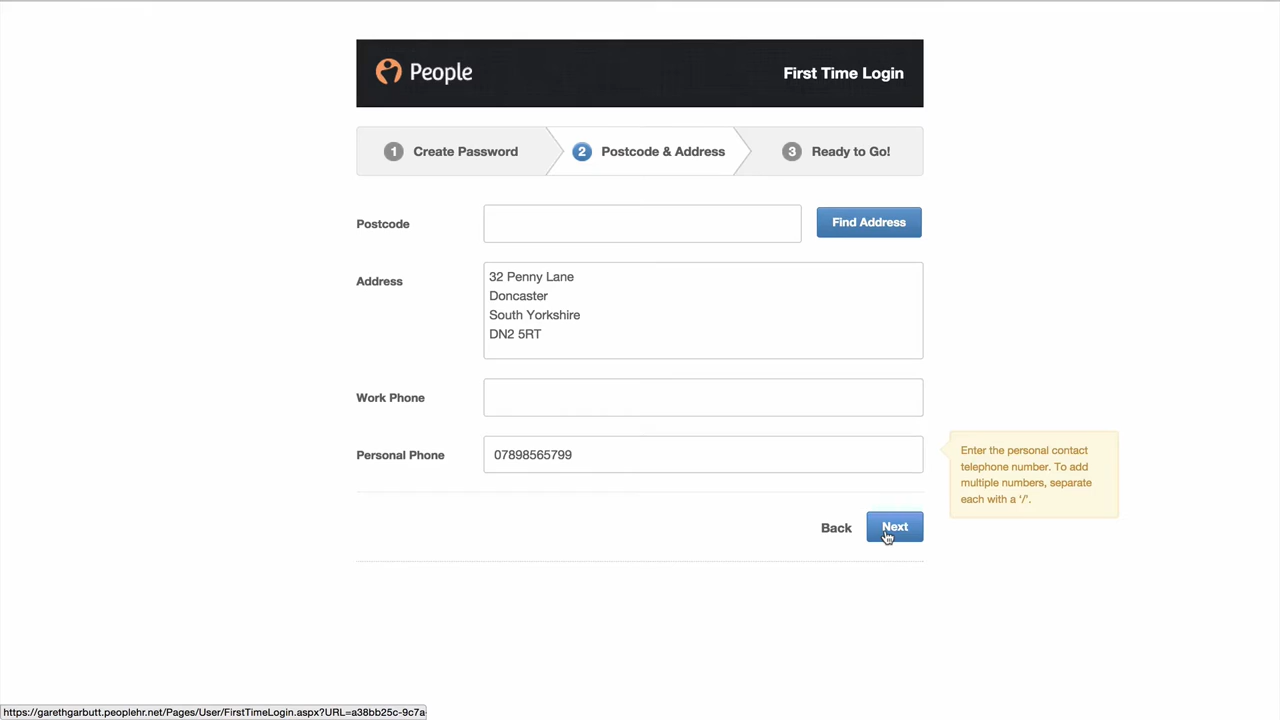 People
First Time Login
1 Create Password
2 Postcode & Address
3 Ready to Go!
Postcode
Find Address
Address
32 Penny Lane
Doncaster
South Yorkshire
DN2 5RT
Work Phone
Personal Phone
07898565799
Enter the personal contact
telephone number. To add
multiple numbers, separate
each with a ‘/’.
Back
Next
https://garethgarbutt.peoplehr.net/Pages/User/FirstTimeLogin.aspx?URL=a38bb25c-9c7a-